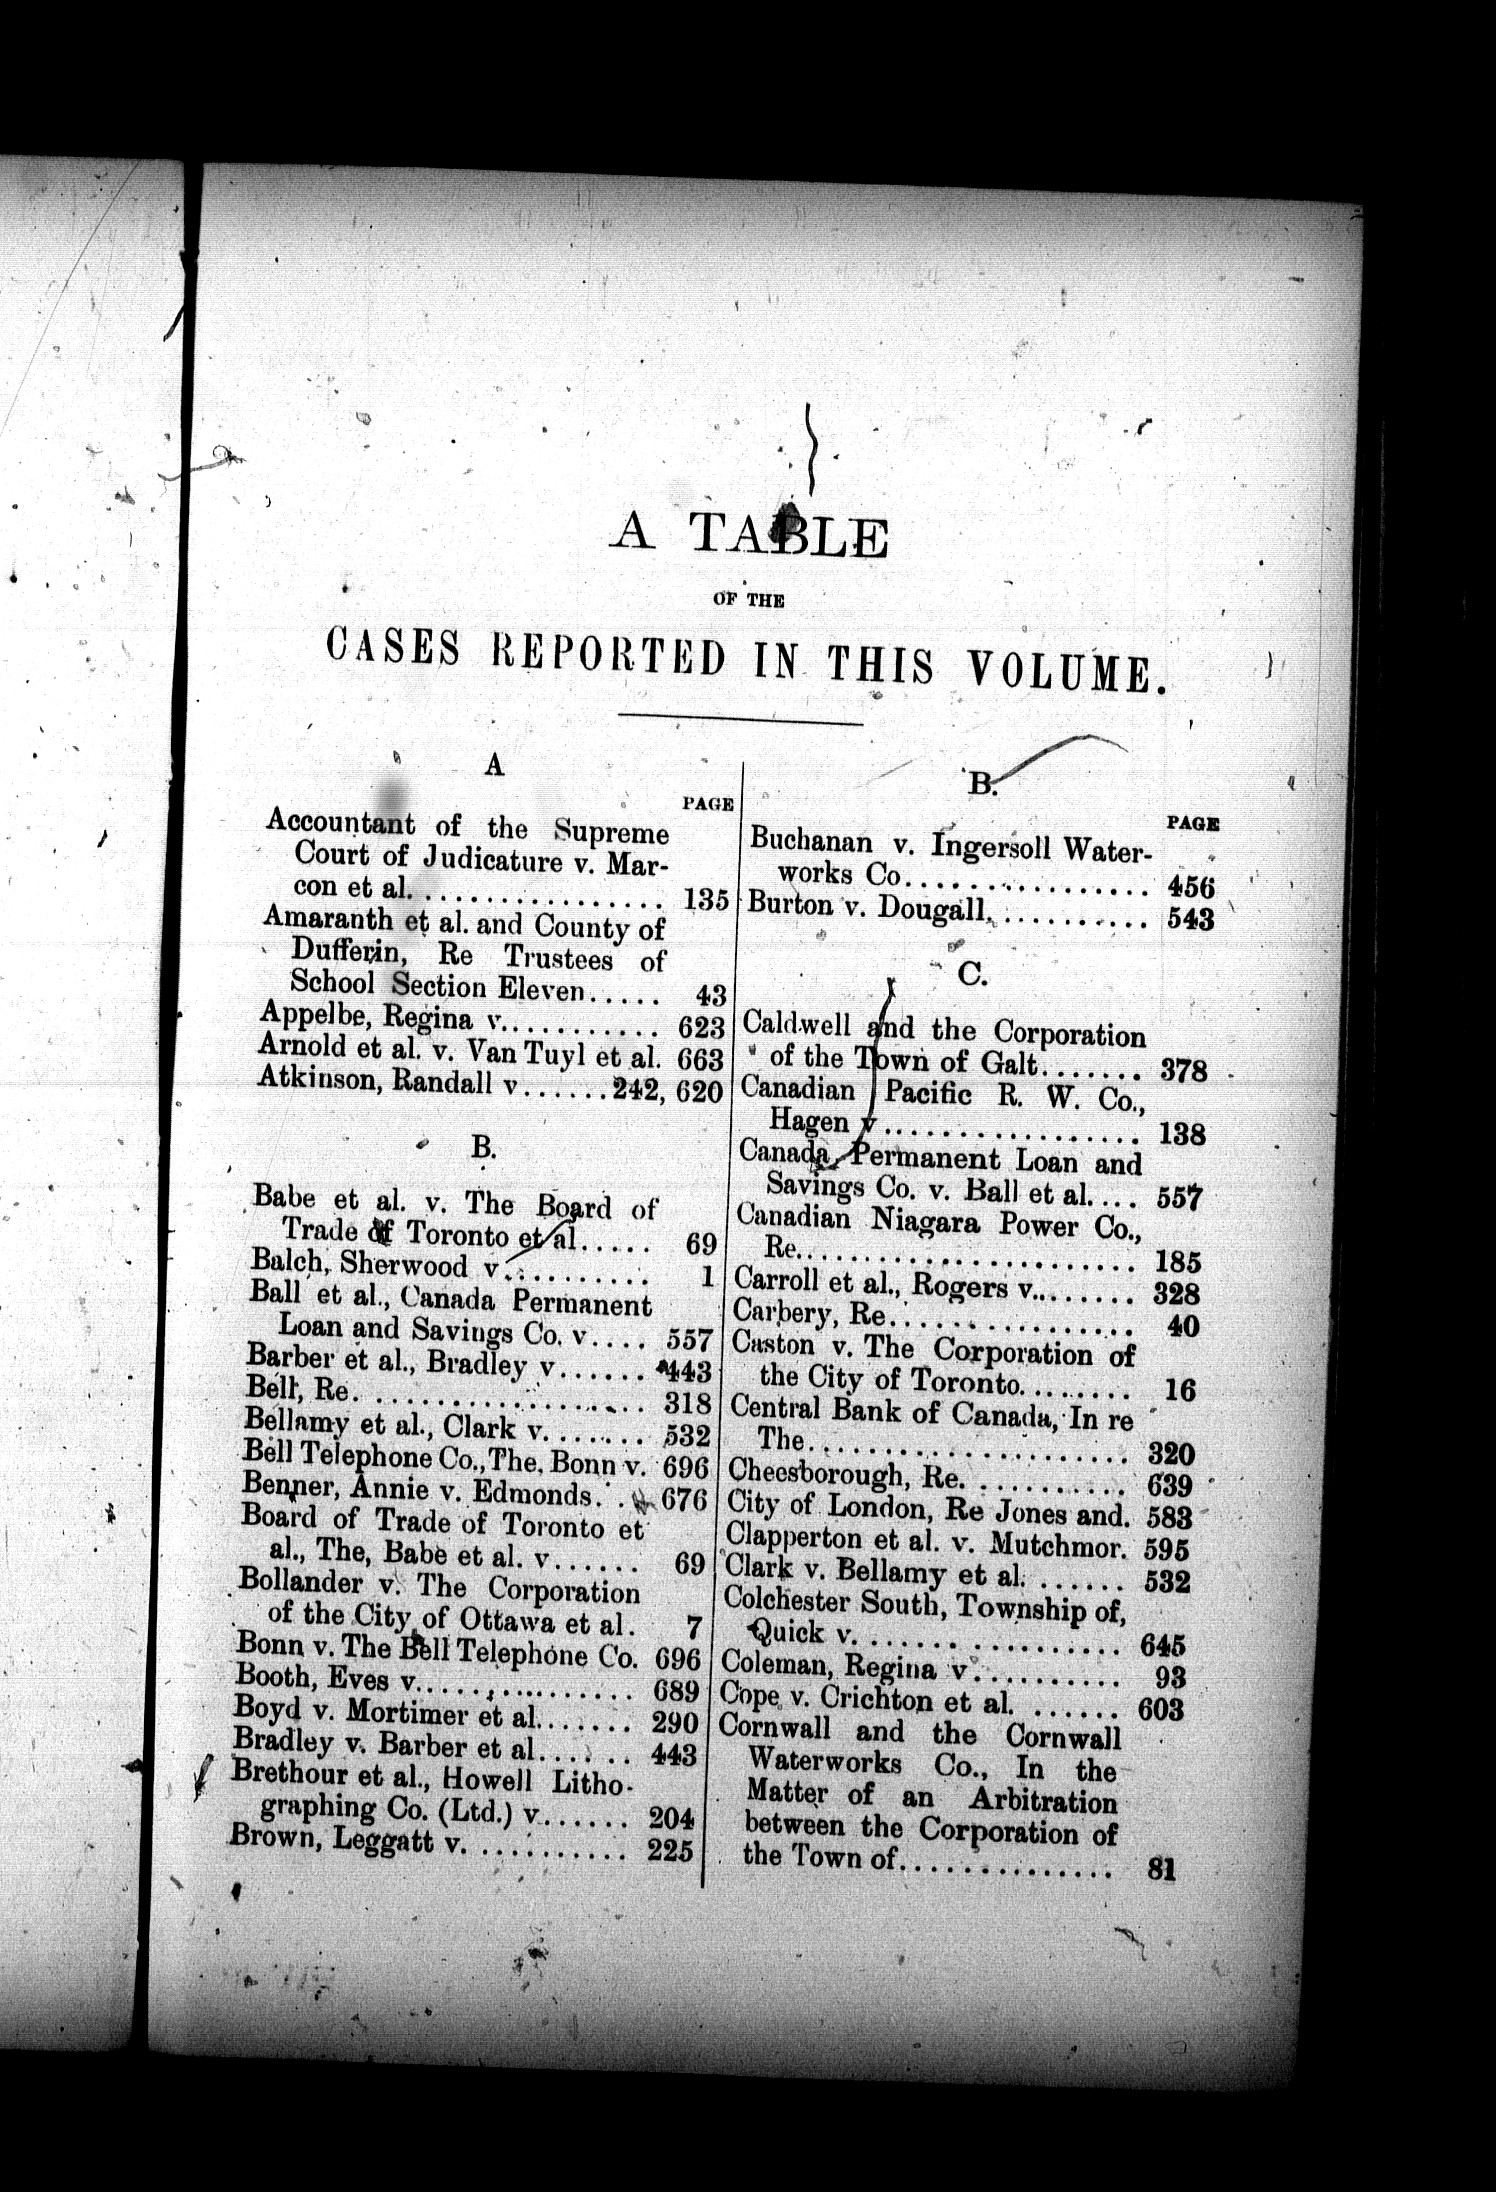 A TABLE
OF THE
CASES REPORTED IN THIS VOLUME.
A
PAGE
Accountant of the Supreme
Court of Judicature v. Mar-
con et al. ................ 135
Amaranth et al. and County of
Dufferin, Re Trustees of
School Section Eleven..... 43
Appelbe, Regina v........... 623
Arnold et al. v. Van Tuyl et al. 663
Atkinson, Randall v......242, 620
B.
Babe et al. v. The Board of
Trade of Toronto et al..... 69
Balch, Sherwood v.......... 1
Ball et al., Canada Permanent
Loan and Savings Co. v.... 557
Barber et al., Bradley v...... 443
Bell, Re. .................. 318
Bellamy et al., Clark v....... 532
Bell Telephone Co., The, Bonn v. 696
Benner, Annie v. Edmonds. . . 676
Board of Trade of Toronto et
al., The, Babe et al. v...... 69
Bollander v. The Corporation
of the City of Ottawa et al. 7
Bonn v. The Bell Telephone Co. 696
Booth, Eves v.............. 689
Boyd v. Mortimer et al....... 290
Bradley v. Barber et al...... 443
Brethour et al., Howell Litho-
graphing Co. (Ltd.) v...... 204
Brown, Leggatt v. .......... 225
B.
PAGE
Buchanan v. Ingersoll Water-
works Co................ 456
Burton v. Dougall. .......... 543
C.
Caldwell and the Corporation
of the Town of Galt....... 378
Canadian Pacific R. W. Co.,
Hagen v.................. 138
Canada Permanent Loan and
Savings Co. v. Ball et al.... 557
Canadian Niagara Power Co.,
Re....................... 185
Carroll et al., Rogers v........ 328
Carbery, Re................ 40
Caston v. The Corporation of
the City of Toronto........ 16
Central Bank of Canada, In re
The..................... 320
Cheesborough, Re. .......... 639
City of London, Re Jones and. 583
Clapperton et al. v. Mutchmor. 595
Clark v. Bellamy et al. ...... 532
Colchester South, Township of,
Quick v. ................. 645
Coleman, Regina v.......... 93
Cope v. Crichton et al. ...... 603
Cornwall and the Cornwall
Waterworks Co., In the
Matter of an Arbitration
between the Corporation of
the Town of.............. 81